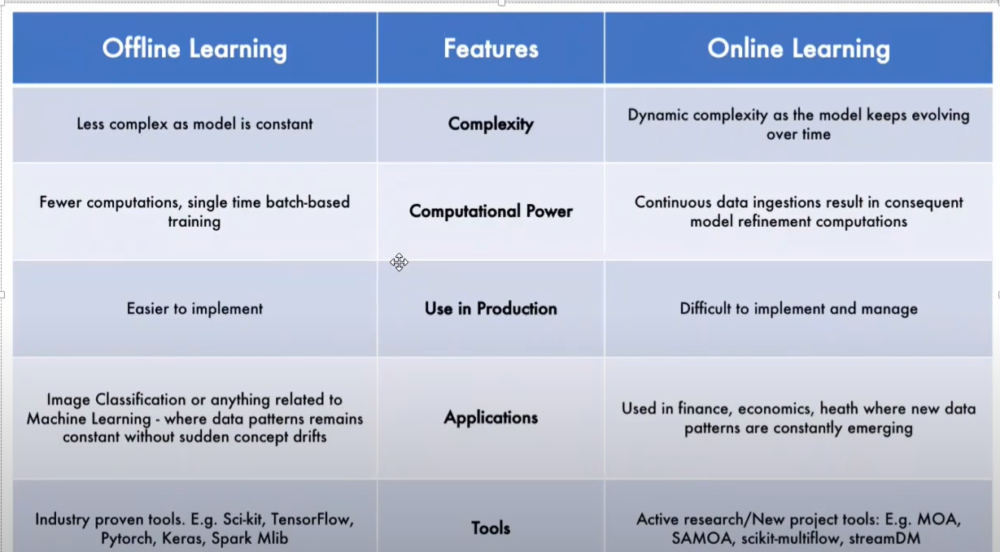 Offline Learning
Features
Online Learning
Less complex as model is constant
Complexity
Dynamic complexity as the model keeps evolving
over time
Fewer computations, single time batch-based
training
Computational Power
Continuous data ingestions result in consequent
model refinement computations
Easier to implement
Use in Production
Difficult to implement and manage
Image Classification or anything related to
Machine Learning - where data patterns remains
constant without sudden concept drifts
Applications
Used in finance, economics, heath where new data
patterns are constantly emerging
Industry proven tools. E.g. Sci-kit, TensorFlow,
Pytorch, Keras, Spark Mlib
Tools
Active research/New project tools: E.g. MOA,
SAMOA, scikit-multiflow, streamDM